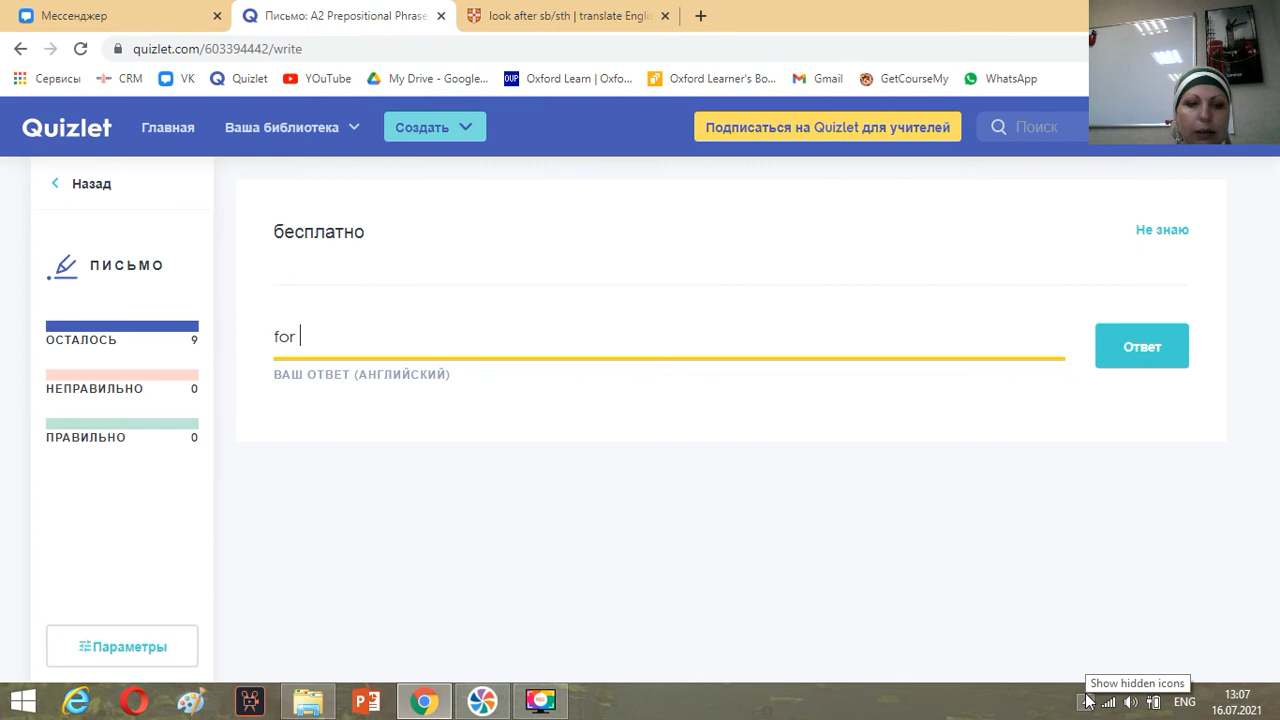 Мессенджер
Письмо: A2 Prepositional Phrase
look after sb/sth | translate Engli
quizlet.com/603394442/write
Сервисы CRM VK Quizlet YOUTube My Drive - Google... OUP Oxford Learn | Oxfo... Oxford Learner's Bo... Gmail GetCourseMy WhatsApp
Quizlet Главная Ваша библиотека Создать Подписаться на Quizlet для учителей Поиск
Назад
ПИСЬМО
ОСТАЛОСЬ 9
НЕПРАВИЛЬНО 0
ПРАВИЛЬНО 0
Параметры
бесплатно Не знаю
for
Ответ
ВАШ ОТВЕТ (АНГЛИЙСКИЙ)
Show hidden icons
ENG
13:07
16.07.2021